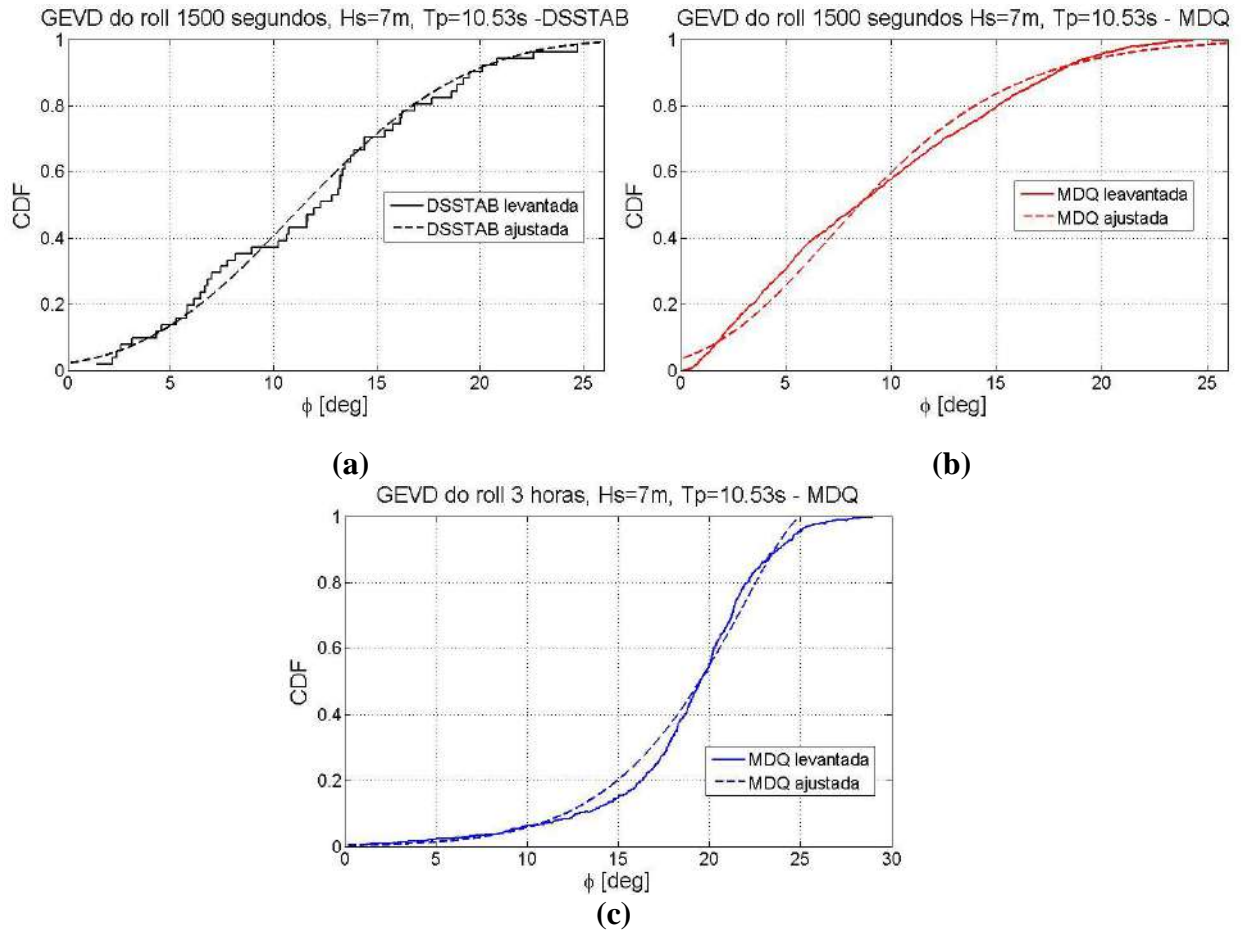 GEVD do roll 1500 segundos, Hs=7m, Tp=10.53s -DSSTAB
1
0.8
0.6
0.4
0.2
0
CDF
DSSTAB levantada
DSSTAB ajustada
0 5 10 15 20 25
ϕ [deg]
(a)
GEVD do roll 1500 segundos Hs=7m, Tp=10.53s - MDQ
1
0.8
0.6
0.4
0.2
0
CDF
MDQ leavantada
MDQ ajustada
0 5 10 15 20 25
ϕ [deg]
(b)
GEVD do roll 3 horas, Hs=7m, Tp=10.53s - MDQ
1
0.8
0.6
0.4
0.2
0
CDF
MDQ levantada
MDQ ajustada
0 5 10 15 20 25 30
ϕ [deg]
(c)